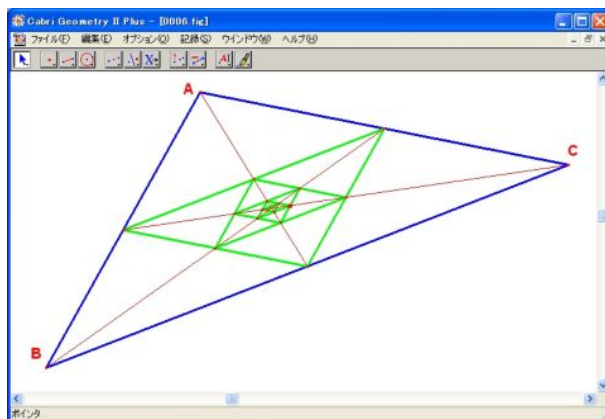 Cabri Geometry II Plus - [0006.fig]
ファイル(F) 編集(E) オプション(O) 記録(S) ウインドウ(W) ヘルプ(H)
A
C
B
ポインタ